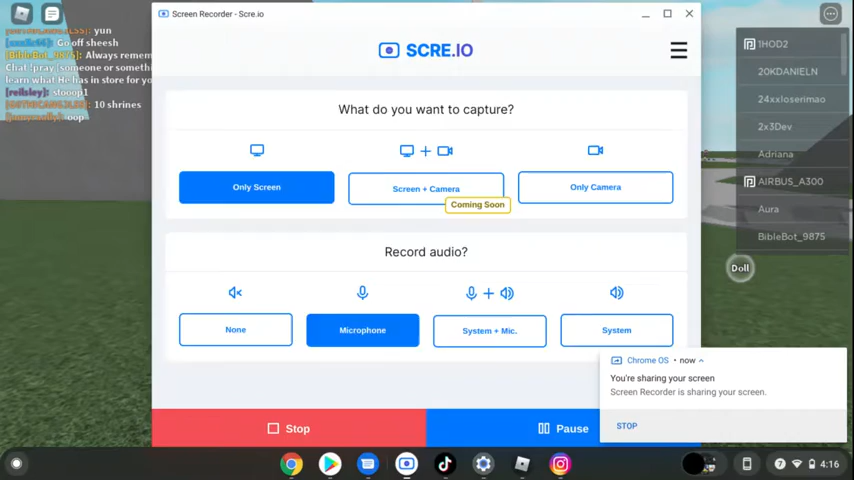 Screen Recorder - Scre.io
yun
Go off sheesh
[BibleBot_9875]: Always remem
Chat !pray [someone or somethi
learn what He has in store for yo
[reilsley]: stooop1
10 shrines
oop
SCRE.IO
What do you want to capture?
Only Screen
Screen + Camera
Coming Soon
Only Camera
Record audio?
None
Microphone
System + Mic.
System
Stop
Pause
1HOD2
20KDANIELN
24xxloserimao
2x3Dev
Adriana
AIRBUS_A300
Aura
BibleBot_9875
Doll
Chrome OS • now
You're sharing your screen
Screen Recorder is sharing your screen.
STOP
7
4:16